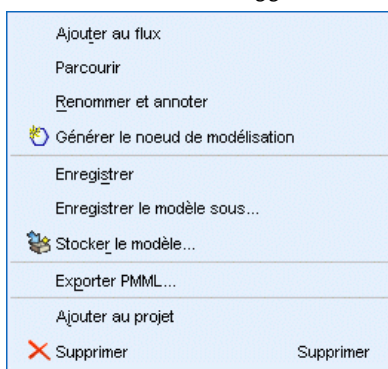 Ajouter au flux
Parcourir
Renommer et annoter
Générer le noeud de modélisation
Enregistrer
Enregistrer le modèle sous...
Stocker le modèle...
Exporter PMML...
Ajouter au projet
Supprimer Supprimer